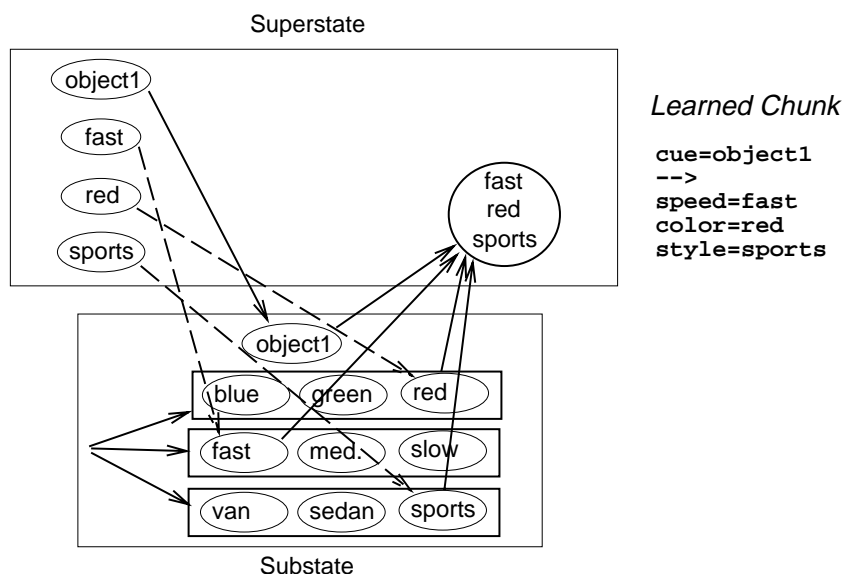 Superstate
object1
fast
red
sports
fast
red
sports
Learned Chunk
cue=object1
-->
speed=fast
color=red
style=sports
object1
blue green red
fast med. slow
van sedan sports
Substate